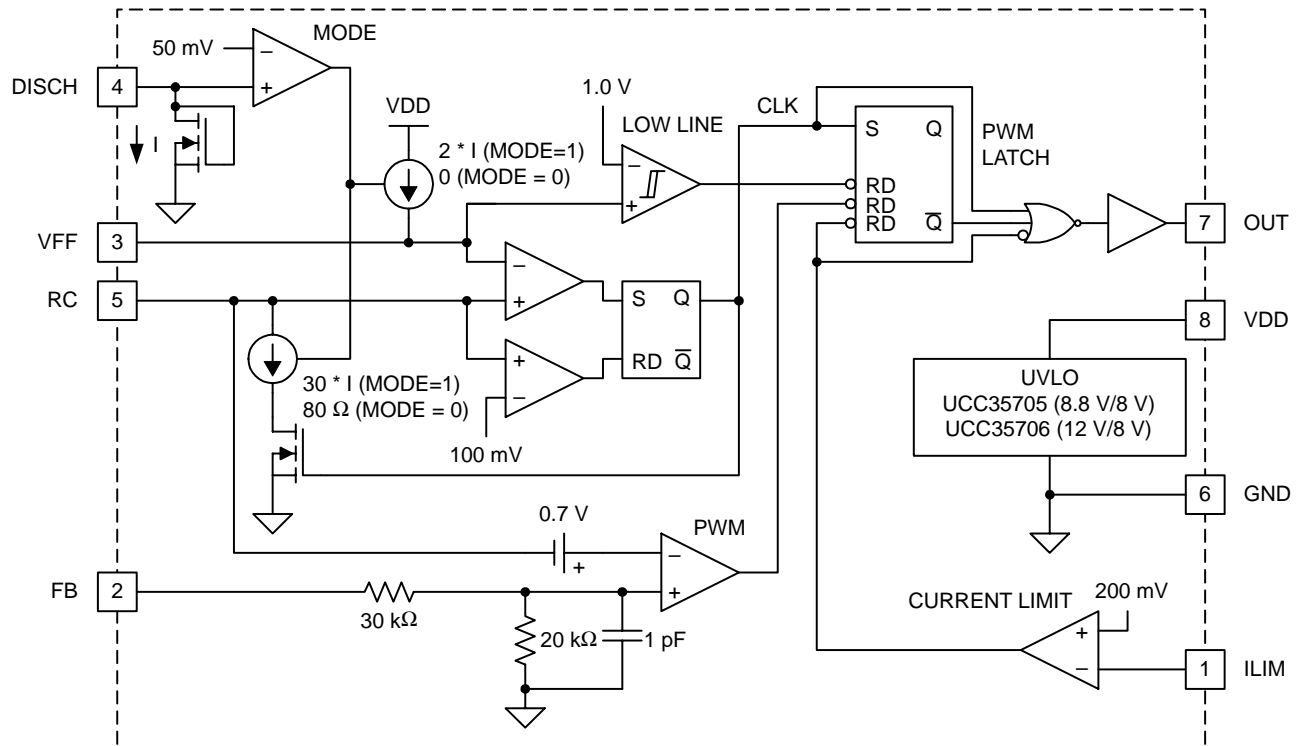 MODE
50 mV
−
+
DISCH
4
I
VDD
2 * I (MODE=1)
0 (MODE = 0)
1.0 V
LOW LINE
−
+
CLK
S
Q
RD
RD
RD
Q
PWM
LATCH
7
OUT
VFF
3
RC
5
−
+
+
−
100 mV
S
Q
RD
Q
30 * I (MODE=1)
80 Ω (MODE = 0)
8
VDD
UVLO
UCC35705 (8.8 V/8 V)
UCC35706 (12 V/8 V)
6
GND
0.7 V
+
PWM
−
+
FB
2
30 kΩ
20 kΩ
1 pF
CURRENT LIMIT
200 mV
+
−
1
ILIM